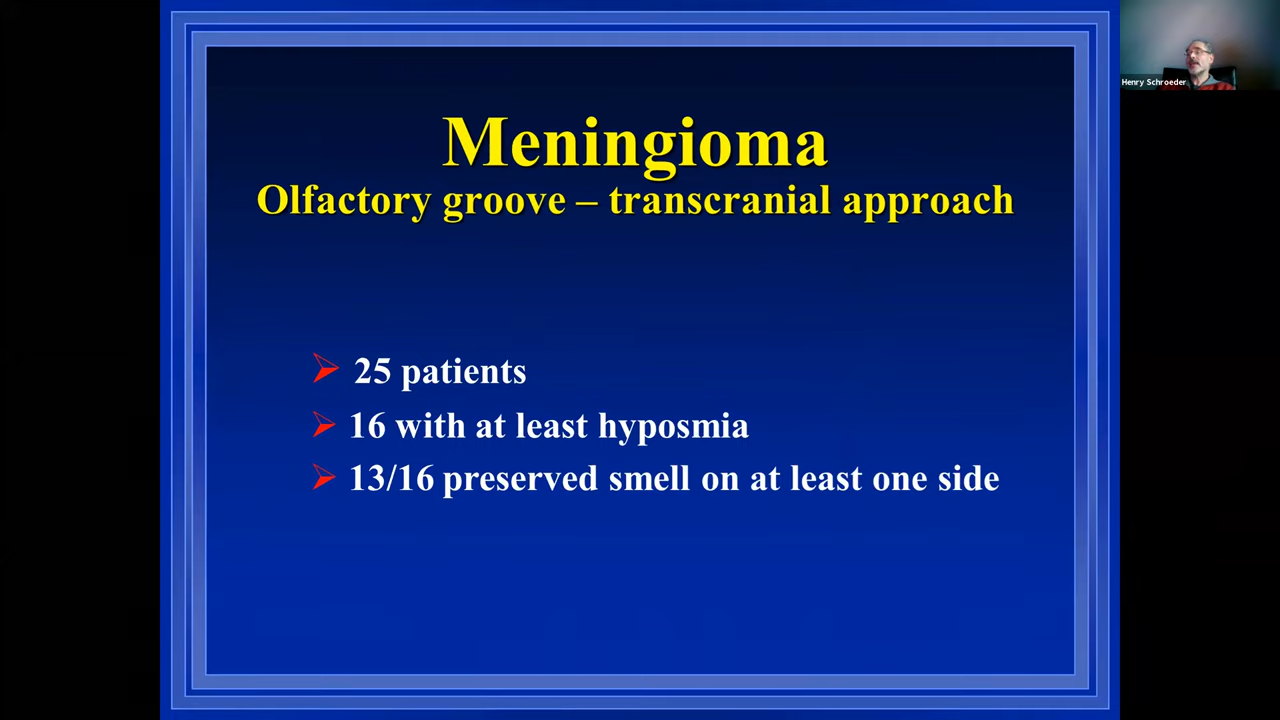 Meningioma
Olfactory groove – transcranial approach
25 patients
16 with at least hyposmia
13/16 preserved smell on at least one side
Henry Schroeder